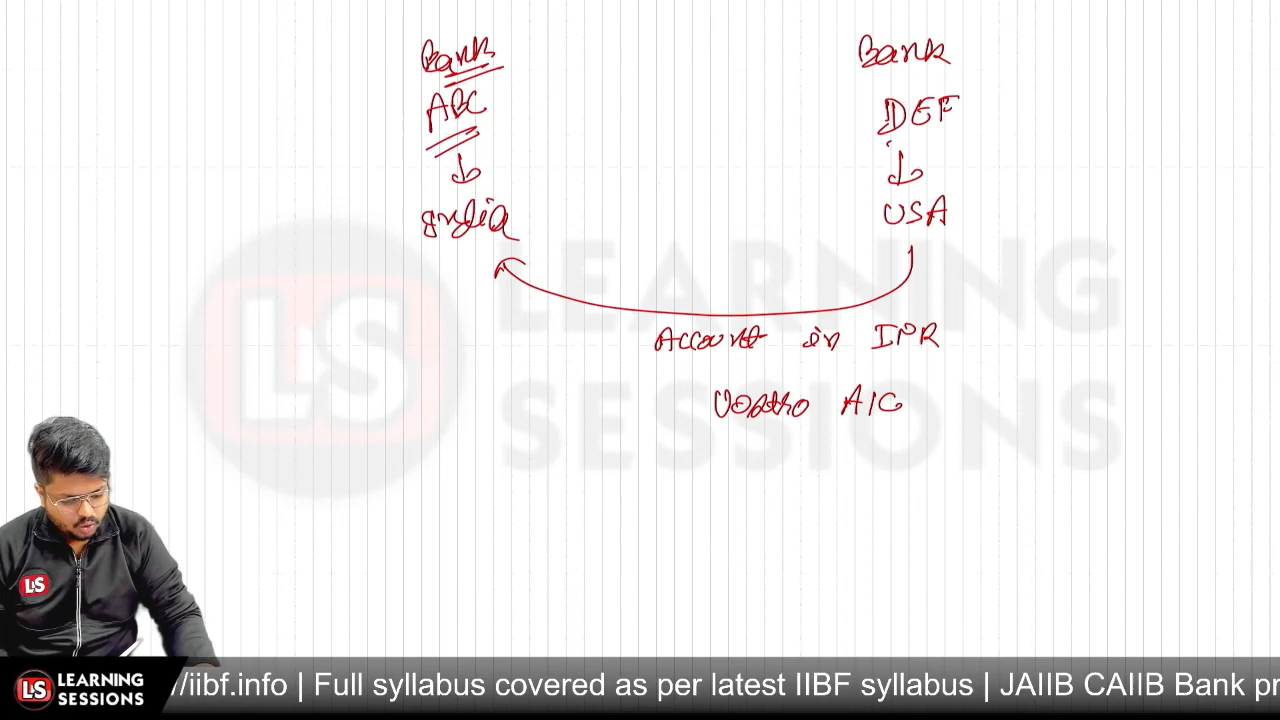 Bank
ABC
India
Bank
DEF
USA
Account in INR
Vostro A/C
LEARNING
SESSIONS
LS
LS
LS
LEARNING
SESSIONS
//iibf.info | Full syllabus covered as per latest IIBF syllabus | JAIIB CAIIB Bank pr